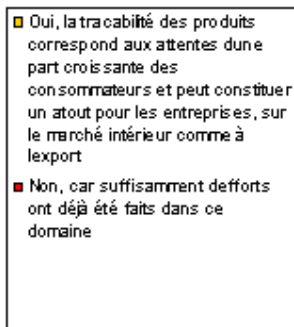 Oui, la tracabilité des produits
correspond aux attentes dune
part croissante des
consommateurs et peut constituer
un atout pour les entreprises, sur
le marché intérieur comme à
lexport
Non, car suffisamment defforts
ont déjà été faits dans ce
domaine